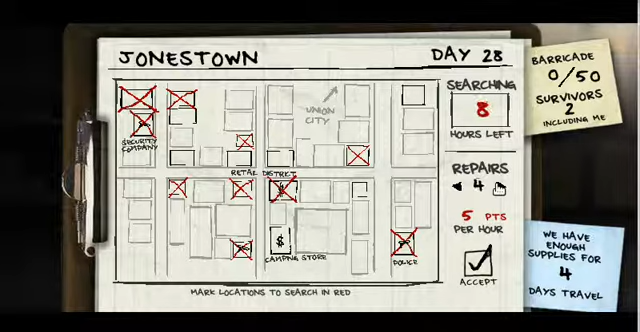 JONESTOWN
DAY 28
UNION
CITY
SECURITY
COMPANY
RETAIL DISTRICT
$
CAMPING STORE
POLICE
MARK LOCATIONS TO SEARCH IN RED
SEARCHING
8
HOURS LEFT
REPAIRS
4
5 PTS
PER HOUR
ACCEPT
BARRICADE
0/50
SURVIVORS
2
INCLUDING ME
WE HAVE
ENOUGH
SUPPLIES FOR
4
DAYS TRAVEL